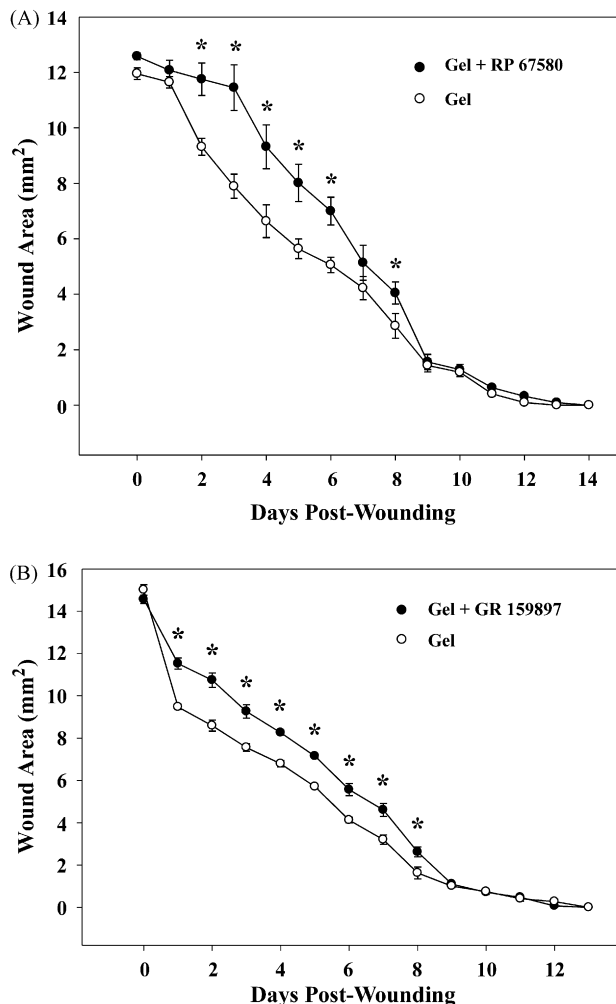 (A)
14
12
10
8
6
4
2
0
Wound Area (mm²)
* * * * * * *
Gel + RP 67580
Gel
0 2 4 6 8 10 12 14
Days Post-Wounding
(B)
16
14
12
10
8
6
4
2
0
Wound Area (mm²)
* * * * * * * *
Gel + GR 159897
Gel
0 2 4 6 8 10 12
Days Post-Wounding